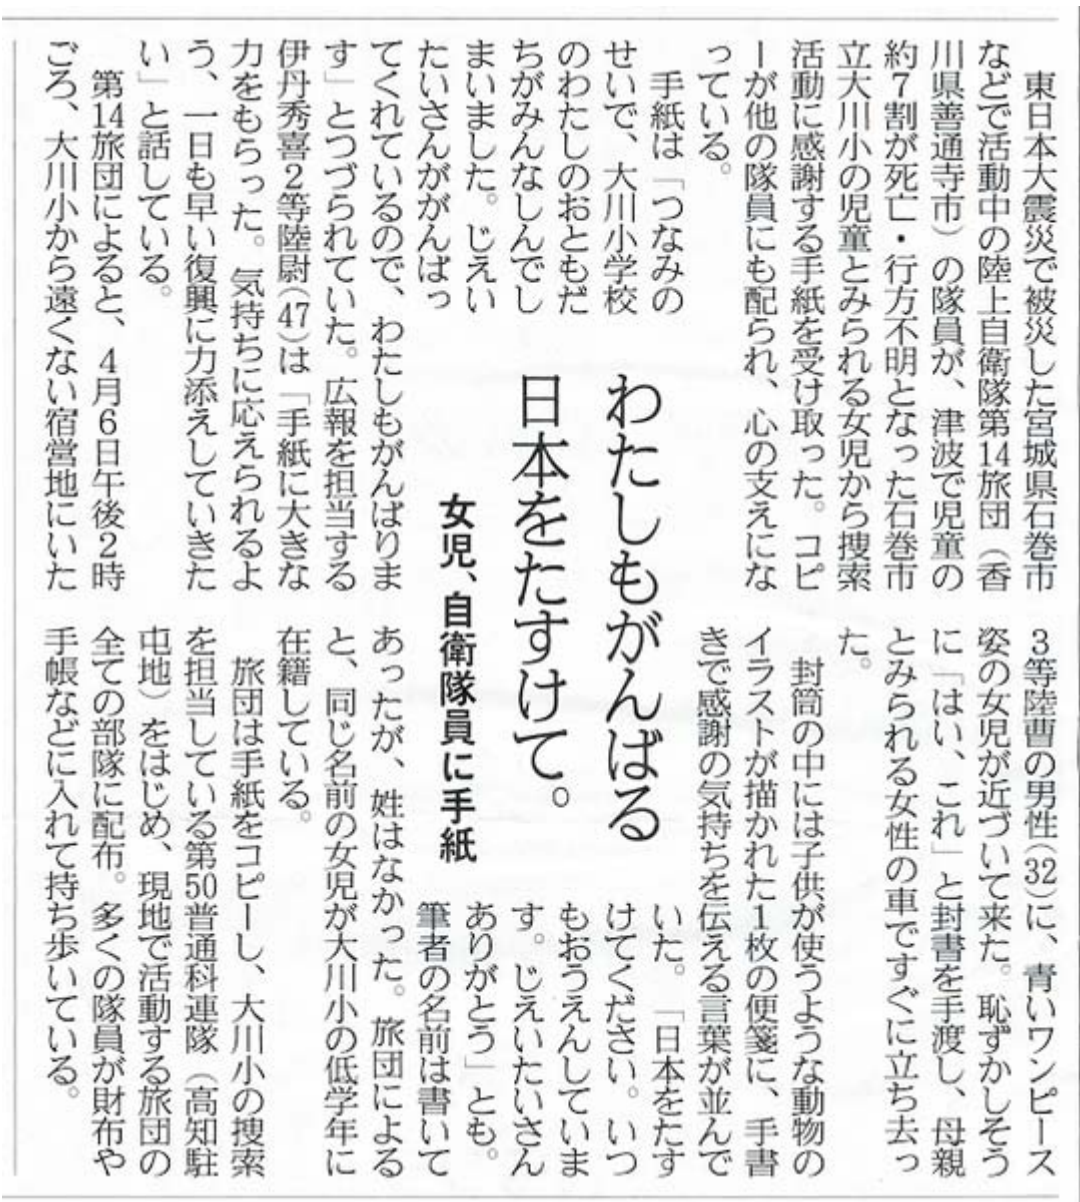 わたしもがんばる
日本をたすけて。
女児、自衛隊員に手紙
東日本大震災で被災した宮城県石巻市
などで活動中の陸上自衛隊第14旅団（香
川県善通寺市）の隊員が、津波で児童の
約7割が死亡・行方不明となった石巻市
立大川小の児童とみられる女児から捜索
活動に感謝する手紙を受け取った。コピ
ーが他の隊員にも配られ、心の支えにな
っている。
手紙は「つなみの
せいで、大川小学校
のわたしのおともだ
ちがみんなしんでし
まいました。じえい
たいさんががんばっ
てくれているので、わたしもがんばりま
す」とつづられていた。広報を担当する
伊丹秀喜2等陸尉(47)は「手紙に大きな
力をもらった。気持ちに応えられるよ
う、一日も早い復興に力添えしていきた
い」と話している。
第14旅団によると、4月6日午後2時
ごろ、大川小から遠くない宿営地にいた
3等陸曹の男性(32)に、青いワンピース
姿の女児が近づいて来た。恥ずかしそう
に「はい、これ」と封書を手渡し、母親
とみられる女性の車ですぐに立ち去っ
た。
封筒の中には子供が使うような動物の
イラストが描かれた1枚の便箋に、手書
きで感謝の気持ちを伝える言葉が並んで
いた。「日本をたす
けてください。いつ
もおうえんしていま
す。じえいたいさん
ありがとう」とも。
筆者の名前は書いて
あったが、姓はなかった。旅団による
と、同じ名前の女児が大川小の低学年に
在籍している。
旅団は手紙をコピーし、大川小の捜索
を担当している第50普通科連隊（高知駐
屯地）をはじめ、現地で活動する旅団の
全ての部隊に配布。多くの隊員が財布や
手帳などに入れて持ち歩いている。